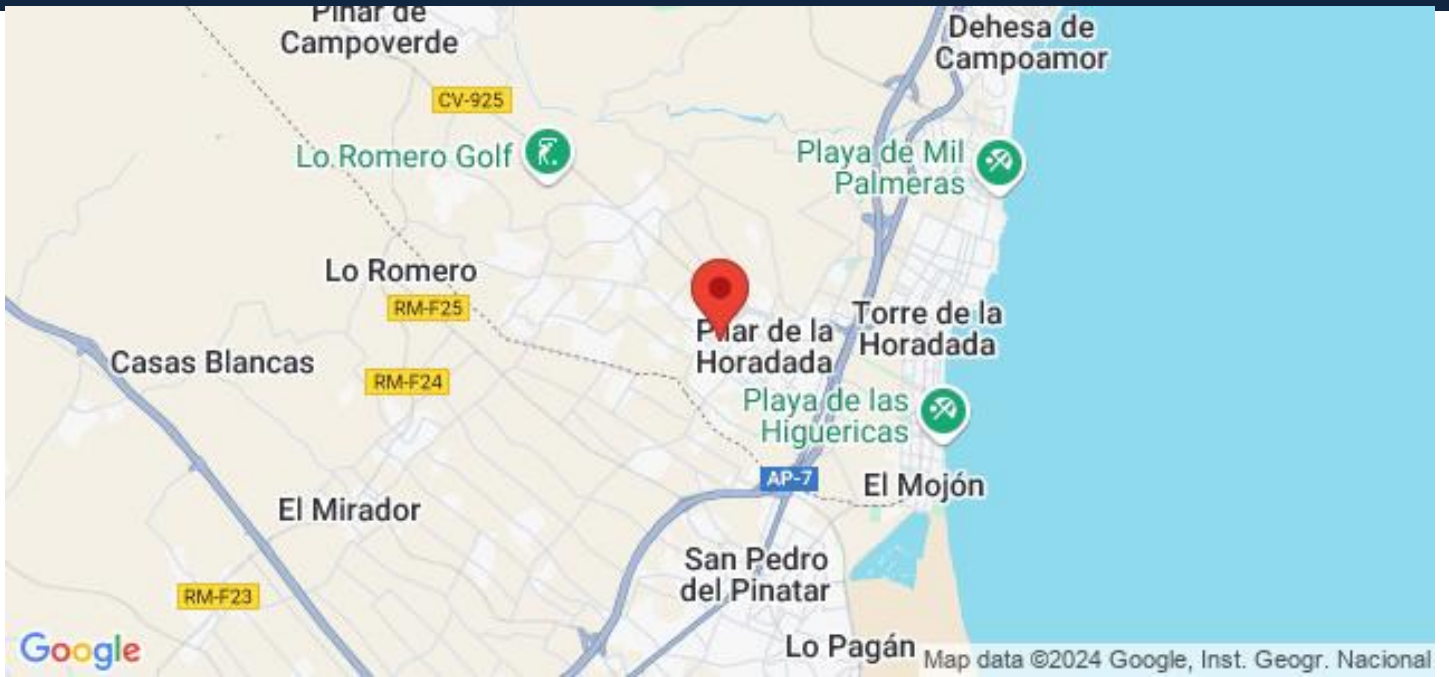 Pinar de
Campoverde
Dehesa de
Campoamor
CV-925
Lo Romero Golf
Playa de Mil
Palmeras
Lo Romero
RM-F25
Pilar de la
Horadada
Torre de la
Horadada
Casas Blancas
RM-F24
Playa de las
Higuericas
AP-7
El Mojón
El Mirador
San Pedro
del Pinatar
RM-F23
Lo Pagán
Google
Map data ©2024 Google, Inst. Geogr. Nacional